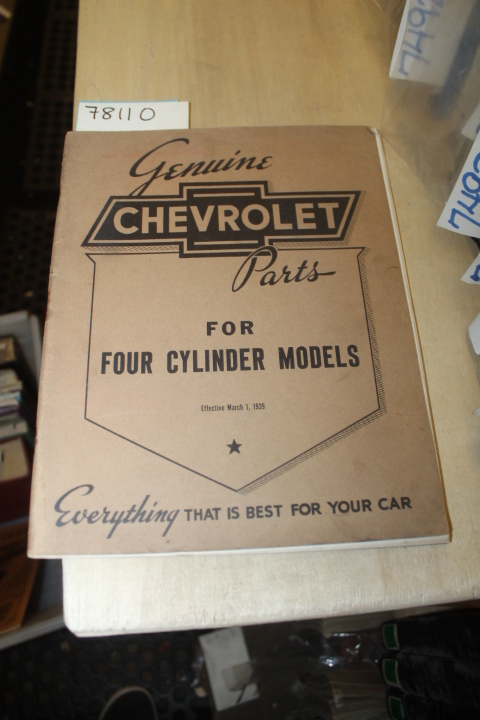 78110
Genuine
CHEVROLET
Parts
FOR
FOUR CYLINDER MODELS
Effective March 1, 1939
Everything THAT IS BEST FOR YOUR CAR